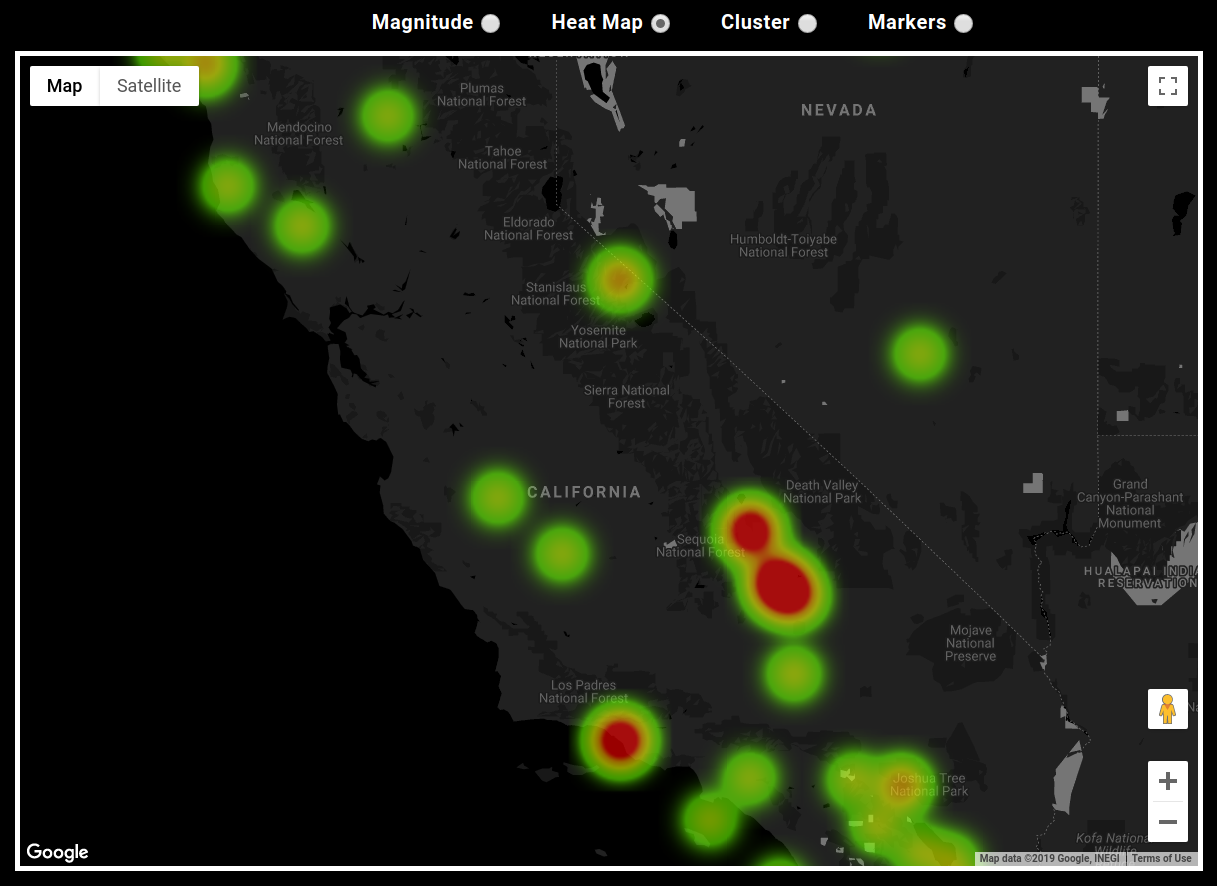 Magnitude
Heat Map
Cluster
Markers
Map
Satellite
Plumas
National Forest
NEVADA
Mendocino
National Forest
Tahoe
National Forest
Eldorado
National Forest
Humboldt-Toiyabe
National Forest
Stanislaus
National Forest
Yosemite
National Park
Sierra National
Forest
CALIFORNIA
Death Valley
National Park
Grand
Canyon-Parashant
National
Monument
Sequoia
National Forest
HUALAPAI INDIA
RESERVATION
Mojave
National
Preserve
Los Padres
National Forest
Joshua Tree
National Park
Kofa National
Wildlife
Google
Map data ©2019 Google, INEGI
Terms of Use